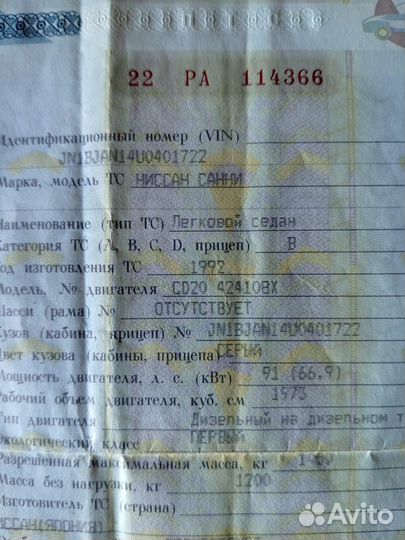 22 РА 114366
Идентификационный номер (VIN)
JN1BJAN14U0401722
Марка, модель ТС НИССАН САННИ
Наименование (тип ТС) Легковой седан
Категория ТС (А, В, С, D, прицеп) В
Год изготовления ТС 1992
Модель, № двигателя CD20 424108X
Шасси (рама) № ОТСУТСТВУЕТ
Кузов (кабина, прицеп) № JN1BJAN14U0401722
Цвет кузова (кабины, прицепа) СЕРЫЙ
Мощность двигателя, л. с. (кВт) 91 (66.9)
Рабочий объем двигателя, куб. см 1973
Тип двигателя Дизельный на дизельном т
Экологический класс ПЕРВЫЙ
Разрешенная максимальная масса, кг
Масса без нагрузки, кг 1200
Изготовитель ТС (страна)
НИССАН(ЯПОНИЯ)
Avito